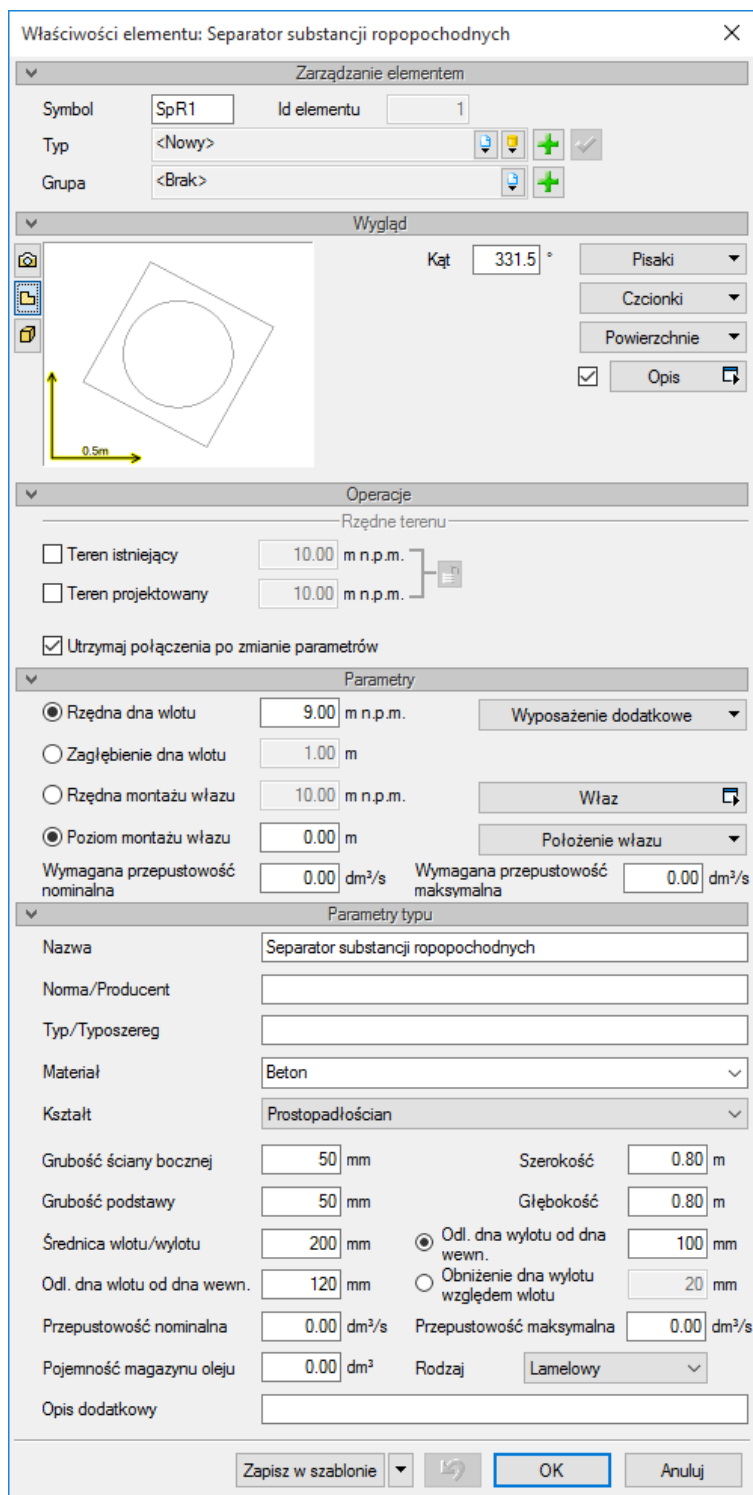 Właściwości elementu: Separator substancji ropopochodnych
Zarządzanie elementem
Symbol SpR1 Id elementu 1
Typ <Nowy>
Grupa <Brak>
Wygląd
Kąt 331.5 ° Pisaki
Czcionki
Powierzchnie
Opis
0.5m
Operacje
Rzędne terenu
Teren istniejący 10.00 m n.p.m.
Teren projektowany 10.00 m n.p.m.
Utrzymaj połączenia po zmianie parametrów
Parametry
Rzędna dna wlotu 9.00 m n.p.m. Wyposażenie dodatkowe
Zagłębienie dna wlotu 1.00 m
Rzędna montażu włazu 10.00 m n.p.m. Właz
Poziom montażu włazu 0.00 m Położenie włazu
Wymagana przepustowość nominalna 0.00 dm³/s Wymagana przepustowość maksymalna 0.00 dm³/s
Parametry typu
Nazwa Separator substancji ropopochodnych
Norma/Producent
Typ/Typoszereg
Materiał Beton
Kształt Prostopadłościan
Grubość ściany bocznej 50 mm Szerokość 0.80 m
Grubość podstawy 50 mm Głębokość 0.80 m
Średnica wlotu/wylotu 200 mm Odl. dna wylotu od dna wewn. 100 mm
Odl. dna wlotu od dna wewn. 120 mm Obniżenie dna wylotu względem wlotu 20 mm
Przepustowość nominalna 0.00 dm³/s Przepustowość maksymalna 0.00 dm³/s
Pojemność magazynu oleju 0.00 dm³ Rodzaj Lamelowy
Opis dodatkowy
Zapisz w szablonie OK Anuluj